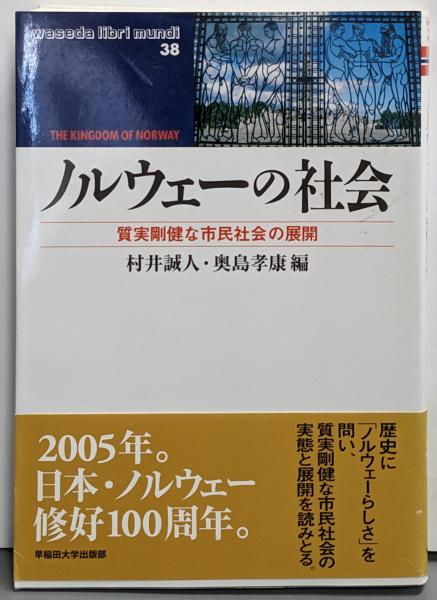 waseda libri mundi
38
THE KINGDOM OF NORWAY
ノルウェーの社会
質実剛健な市民社会の展開
村井誠人・奥島孝康 編
歴史に
「ノルウェーらしさ」を
問い、
質実剛健な市民社会の
実態と展開を読みとる。
2005年。
日本・ノルウェー
修好100周年。
早稲田大学出版部